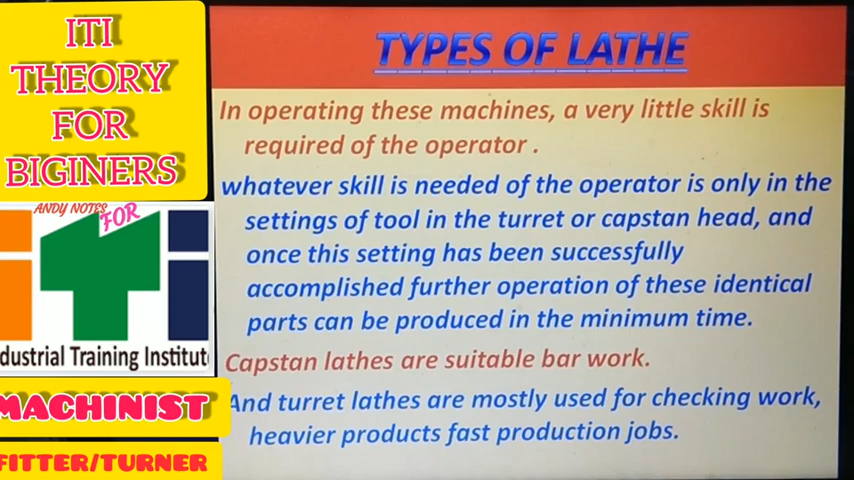 ITI
THEORY
FOR
BIGINERS
ANDY NOTES
FOR
iTi
dustrial Training Institut
MACHINIST
FITTER/TURNER
TYPES OF LATHE
In operating these machines, a very little skill is
required of the operator .
whatever skill is needed of the operator is only in the
settings of tool in the turret or capstan head, and
once this setting has been successfully
accomplished further operation of these identical
parts can be produced in the minimum time.
Capstan lathes are suitable bar work.
And turret lathes are mostly used for checking work,
heavier products fast production jobs.